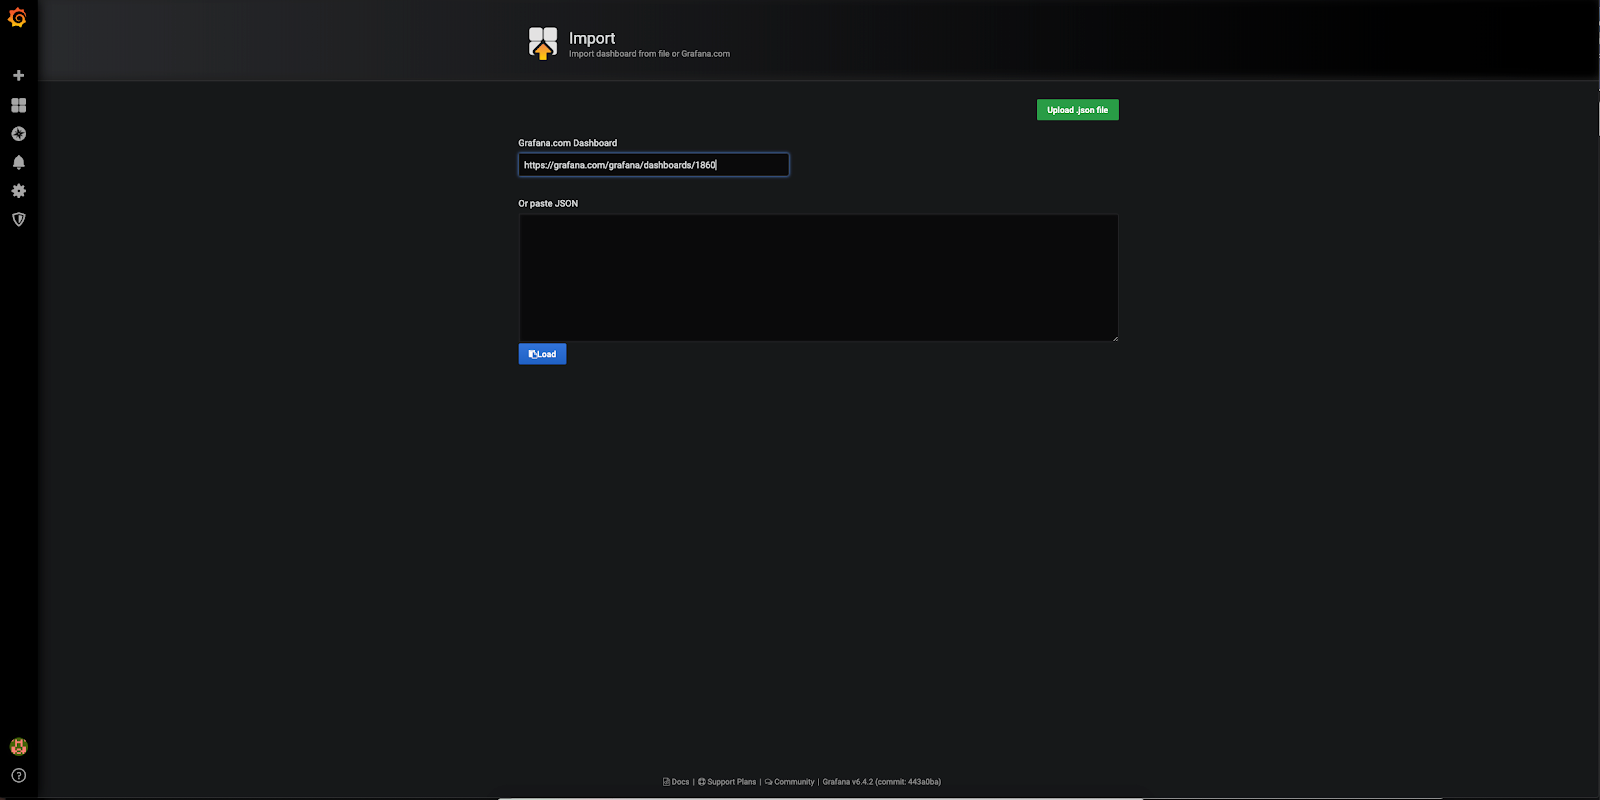 Import
Import dashboard from file or Grafana.com
Upload .json file
Grafana.com Dashboard
https://grafana.com/grafana/dashboards/1860
Or paste JSON
Load
Docs | Support Plans | Community | Grafana v6.4.2 (commit: 443a0ba)